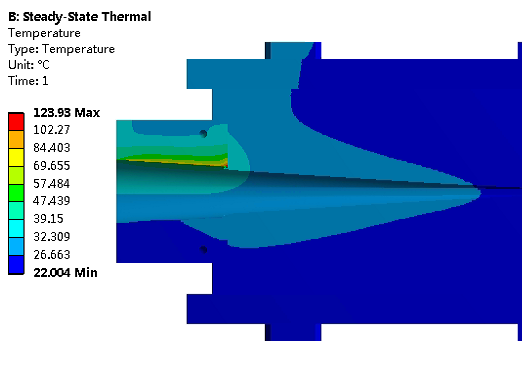 B: Steady-State Thermal
Temperature
Type: Temperature
Unit: °C
Time: 1
123.93 Max
102.27
84.403
69.655
57.484
47.439
39.15
32.309
26.663
22.004 Min